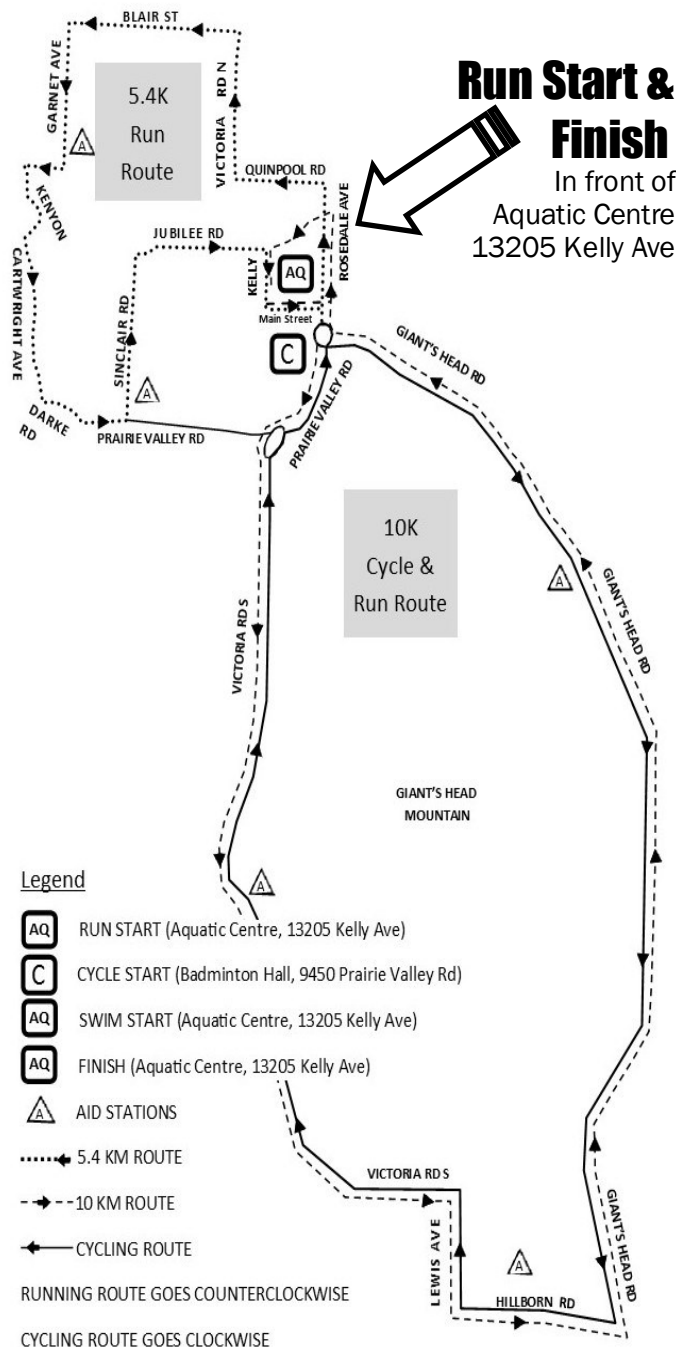 BLAIR ST
GARNET AVE
5.4K
Run
Route
VICTORIA RD N
Run Start &
Finish
In front of
Aquatic Centre
13205 Kelly Ave
A
QUINPOOL RD
KENYON
JUBILEE RD
ROSEDALE AVE
KELLY
AQ
Main Street
CARTWRIGHT AVE
SINCLAIR RD
C
GIANT'S HEAD RD
A
DARKE
RD
PRAIRIE VALLEY RD
PRAIRIE VALLEY RD
10K
Cycle &
Run Route
A
GIANT'S HEAD RD
VICTORIA RD S
GIANT'S HEAD
MOUNTAIN
A
Legend
AQ RUN START (Aquatic Centre, 13205 Kelly Ave)
C CYCLE START (Badminton Hall, 9450 Prairie Valley Rd)
AQ SWIM START (Aquatic Centre, 13205 Kelly Ave)
AQ FINISH (Aquatic Centre, 13205 Kelly Ave)
A AID STATIONS
5.4 KM ROUTE
10 KM ROUTE
CYCLING ROUTE
RUNNING ROUTE GOES COUNTERCLOCKWISE
CYCLING ROUTE GOES CLOCKWISE
VICTORIA RD S
LEWIS AVE
A
HILLBORN RD
GIANT'S HEAD RD